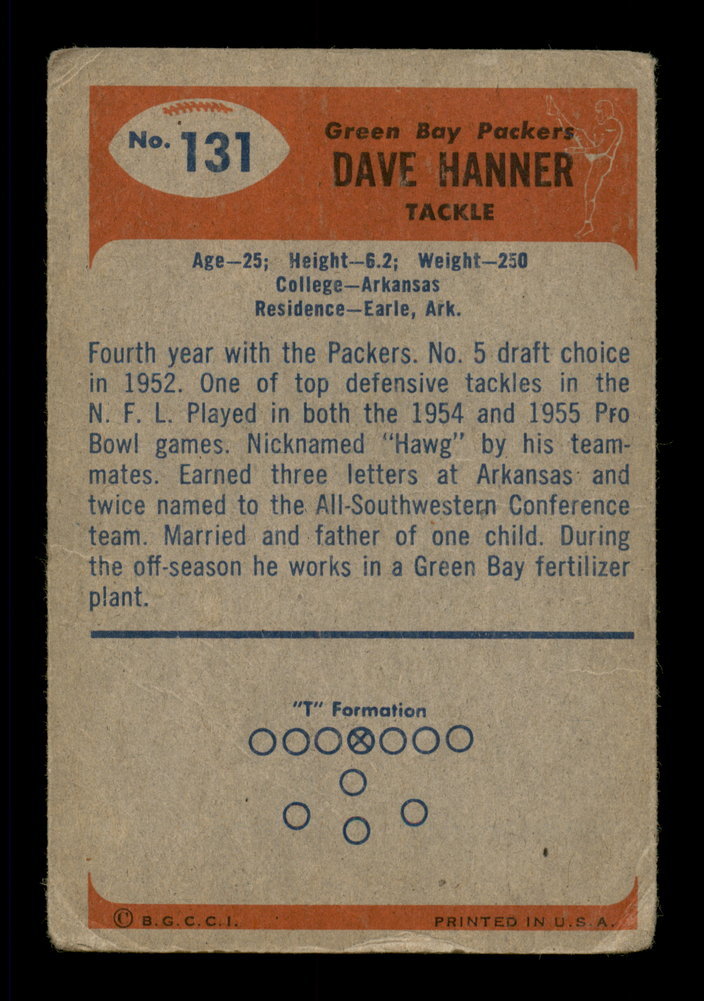 No. 131
Green Bay Packers
DAVE HANNER
TACKLE
Age—25; Height—6.2; Weight—250
College—Arkansas
Residence—Earle, Ark.
Fourth year with the Packers. No. 5 draft choice
in 1952. One of top defensive tackles in the
N. F. L. Played in both the 1954 and 1955 Pro
Bowl games. Nicknamed "Hawg" by his team-
mates. Earned three letters at Arkansas and
twice named to the All-Southwestern Conference
team. Married and father of one child. During
the off-season he works in a Green Bay fertilizer
plant.
"T" Formation
© B.G.C.C.I. PRINTED IN U.S.A.